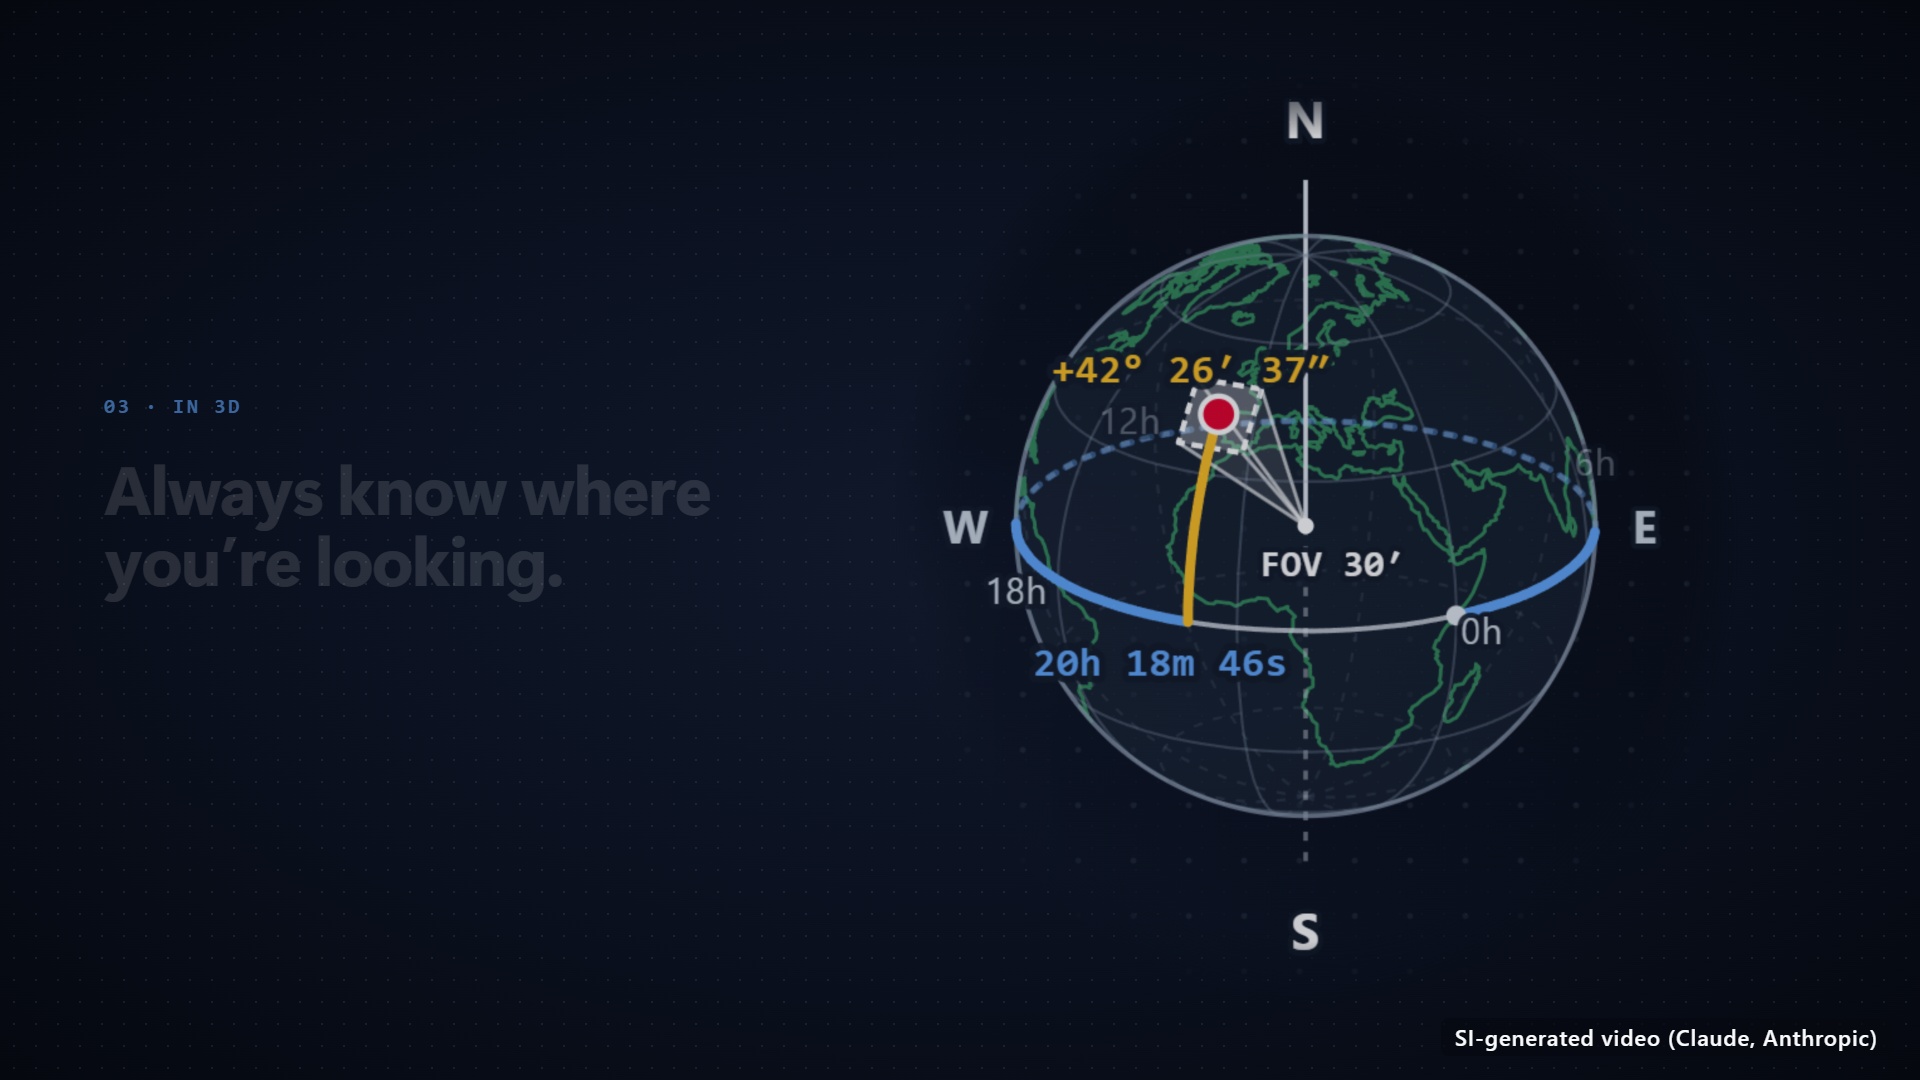 03 · IN 3D
Always know where
you’re looking.
N
+42° 26′ 37″
12h
6h
W
E
FOV 30′
18h
0h
20h 18m 46s
S
SI-generated video (Claude, Anthropic)